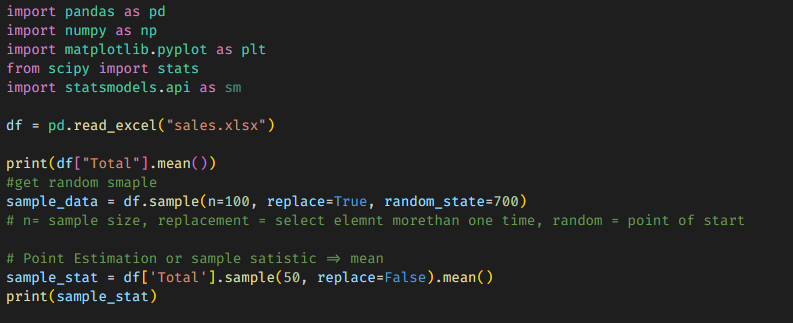 import pandas as pd
import numpy as np
import matplotlib.pyplot as plt
from scipy import stats
import statsmodels.api as sm
df = pd.read_excel("sales.xlsx")
print(df["Total"].mean())
#get random smaple
sample_data = df.sample(n=100, replace=True, random_state=700)
# n= sample size, replacement = select elemnt morethan one time, random = point of start
# Point Estimation or sample satistic ⇒ mean
sample_stat = df['Total'].sample(50, replace=False).mean()
print(sample_stat)